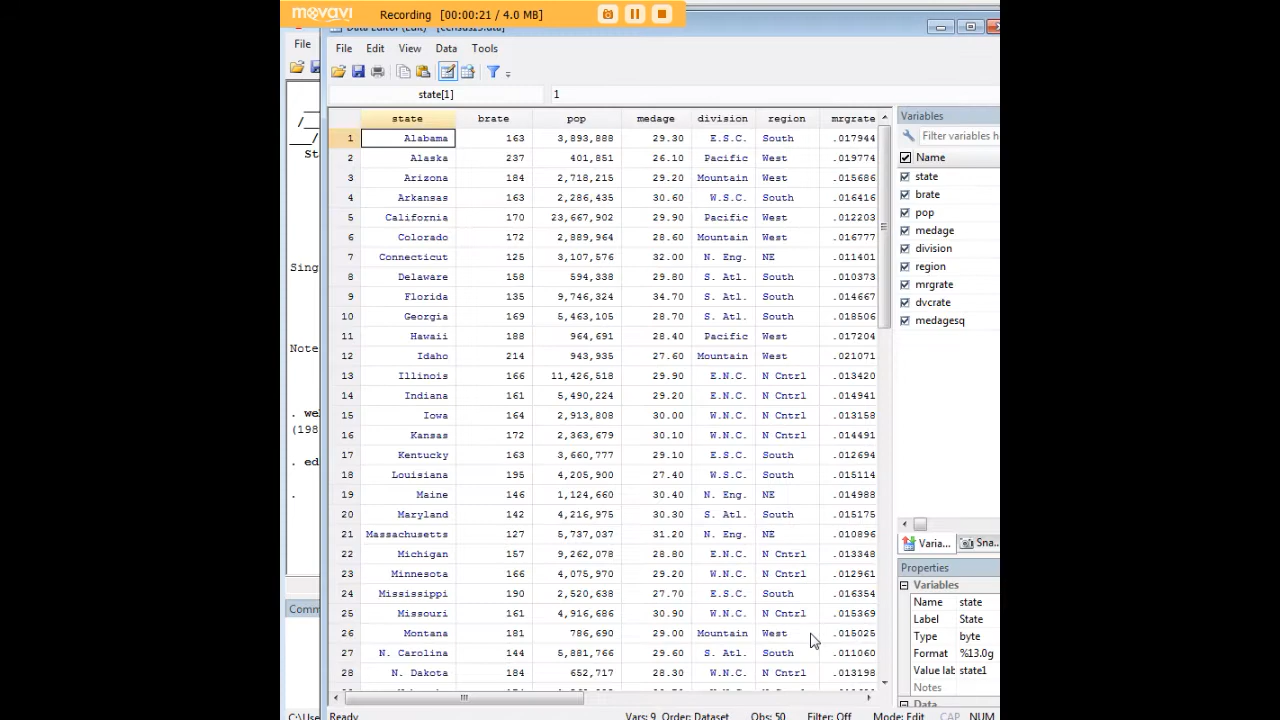 movavi Recording [00:00:21 / 4.0 MB]
File
File Edit View Data Tools
state[1] 1
state brate pop medage division region mrgrate
1 Alabama 163 3,893,888 29.30 E.S.C. South .017944
2 Alaska 237 401,851 26.10 Pacific West .019774
3 Arizona 184 2,718,215 29.20 Mountain West .015686
4 Arkansas 163 2,286,435 30.60 W.S.C. South .016416
5 California 170 23,667,902 29.90 Pacific West .012203
6 Colorado 172 2,889,964 28.60 Mountain West .016777
7 Connecticut 125 3,107,576 32.00 N. Eng. NE .011401
8 Delaware 158 594,338 29.80 S. Atl. South .010373
9 Florida 135 9,746,324 34.70 S. Atl. South .014667
10 Georgia 169 5,463,105 28.70 S. Atl. South .018506
11 Hawaii 188 964,691 28.40 Pacific West .017204
12 Idaho 214 943,935 27.60 Mountain West .021071
13 Illinois 166 11,426,518 29.90 E.N.C. N Cntrl .013420
14 Indiana 161 5,490,224 29.20 E.N.C. N Cntrl .014941
15 Iowa 164 2,913,808 30.00 W.N.C. N Cntrl .013158
16 Kansas 172 2,363,679 30.10 W.N.C. N Cntrl .014491
17 Kentucky 163 3,660,777 29.10 E.S.C. South .012694
18 Louisiana 195 4,205,900 27.40 W.S.C. South .015114
19 Maine 146 1,124,660 30.40 N. Eng. NE .014988
20 Maryland 142 4,216,975 30.30 S. Atl. South .015175
21 Massachusetts 127 5,737,037 31.20 N. Eng. NE .010896
22 Michigan 157 9,262,078 28.80 E.N.C. N Cntrl .013348
23 Minnesota 166 4,075,970 29.20 W.N.C. N Cntrl .012961
24 Mississippi 190 2,520,638 27.70 E.S.C. South .016354
25 Missouri 161 4,916,686 30.90 W.N.C. N Cntrl .015369
26 Montana 181 786,690 29.00 Mountain West .015025
27 N. Carolina 144 5,881,766 29.60 S. Atl. South .011060
28 N. Dakota 184 652,717 28.30 W.N.C. N Cntrl .013198
Ready Vars: 9 Order: Dataset Obs: 50 Filter: Off Mode: Edit CAP NUM
Variables
Filter variables h
Name
state
brate
pop
medage
division
region
mrgrate
dvcrate
medagesq
Varia... Sna...
Properties
Variables
Name state
Label State
Type byte
Format %13.0g
Value lab state1
Notes
Data
St
Sing
Note
. we
(198
. ed
.
Comm
C:\Use